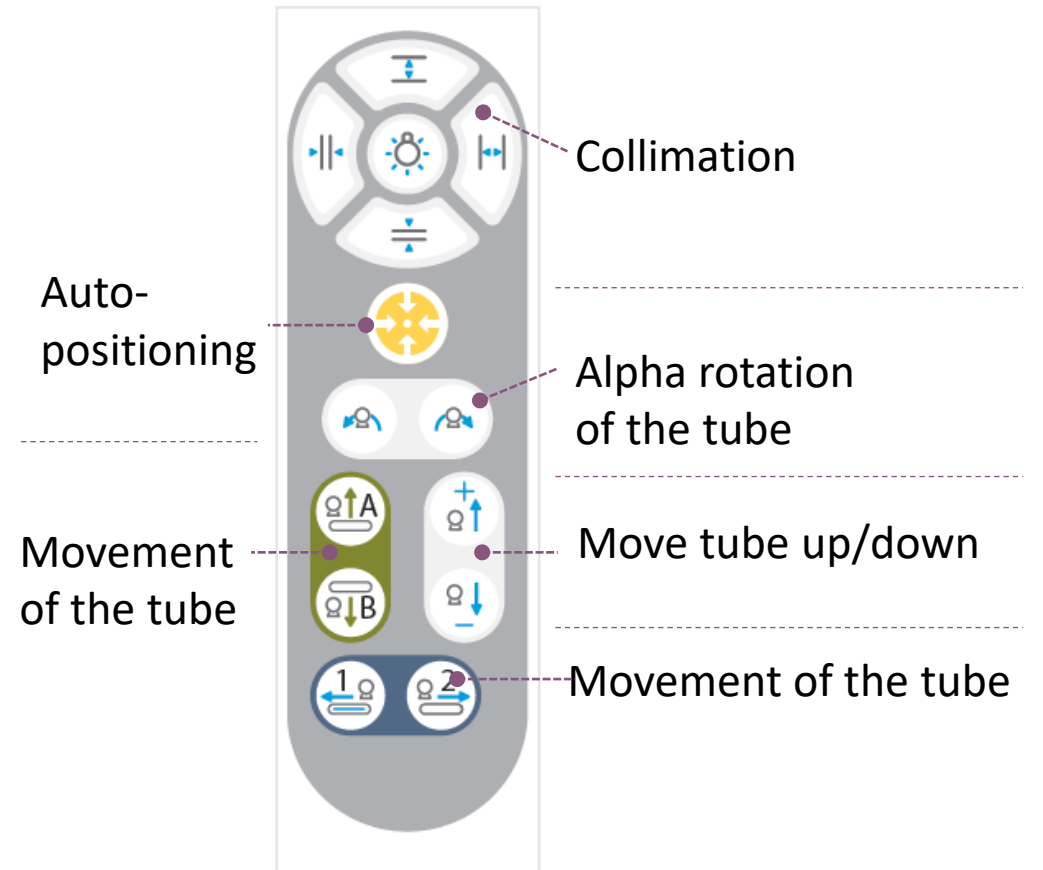 Collimation
Auto-
positioning
Alpha rotation
of the tube
A
B
+
−
Movement
of the tube
Move tube up/down
1
2
Movement of the tube